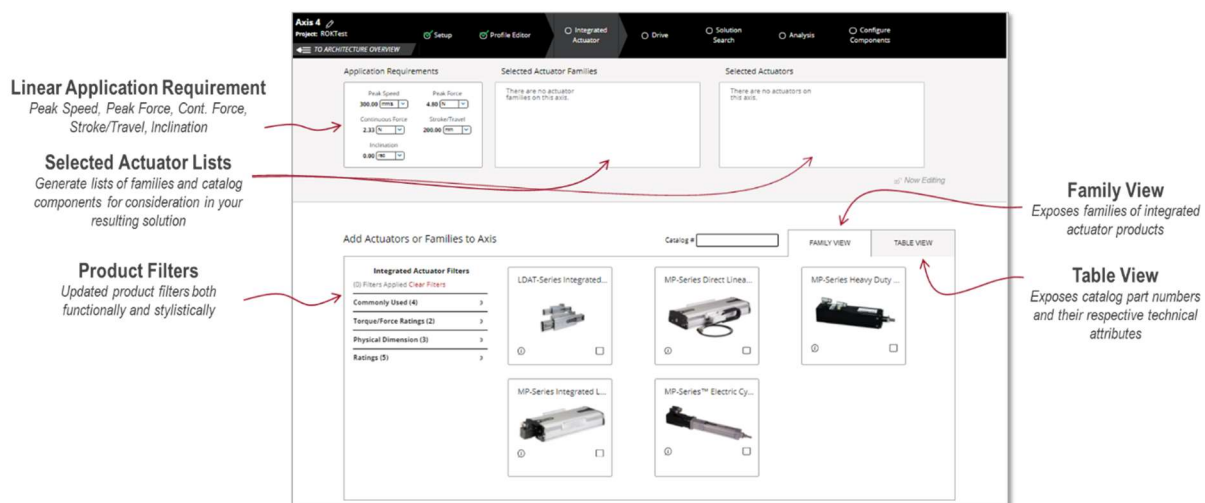 Axis 4
Project: ROKTest
TO ARCHITECTURE OVERVIEW
Setup
Profile Editor
Integrated
Actuator
Drive
Solution
Search
Analysis
Configure
Components
Linear Application Requirement
Peak Speed, Peak Force, Cont. Force,
Stroke/Travel, Inclination
Selected Actuator Lists
Generate lists of families and catalog
components for consideration in your
resulting solution
Product Filters
Updated product filters both
functionally and stylistically
Application Requirements
Peak Speed
300.00 mm/s
Peak Force
4.80 N
Continuous Force
2.33 N
Stroke/Travel
200.00 mm
Inclination
0.00 rad
Selected Actuator Families
There are no actuator
families on this axis.
Selected Actuators
There are no actuators on
this axis.
Now Editing
Add Actuators or Families to Axis
Catalog #
FAMILY VIEW
TABLE VIEW
Integrated Actuator Filters
(0) Filters Applied Clear Filters
Commonly Used (4)
Torque/Force Ratings (2)
Physical Dimension (3)
Ratings (5)
LDAT-Series Integrated...
MP-Series Direct Linea...
MP-Series Heavy Duty ...
MP-Series Integrated L...
MP-Series™ Electric Cy...
Family View
Exposes families of integrated
actuator products
Table View
Exposes catalog part numbers
and their respective technical
attributes